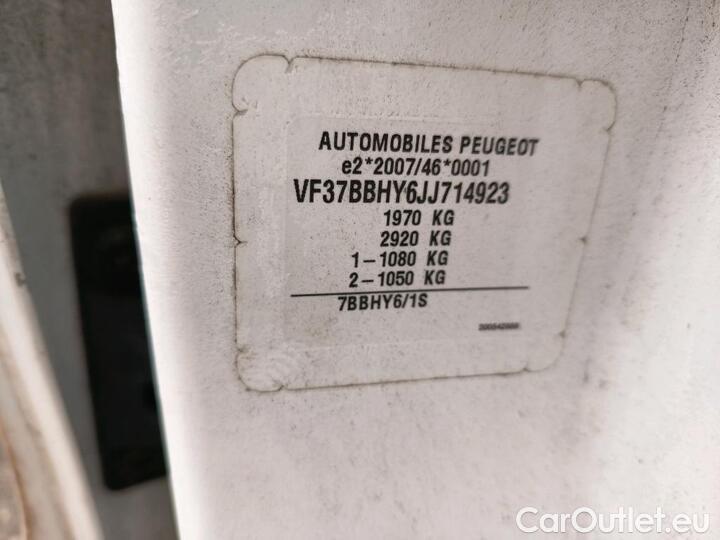 AUTOMOBILES PEUGEOT
e2*2007/46*0001
VF37BBHY6JJ714923
1970 KG
2920 KG
1-1080 KG
2-1050 KG
7BBHY6/1S
CarOutlet.eu